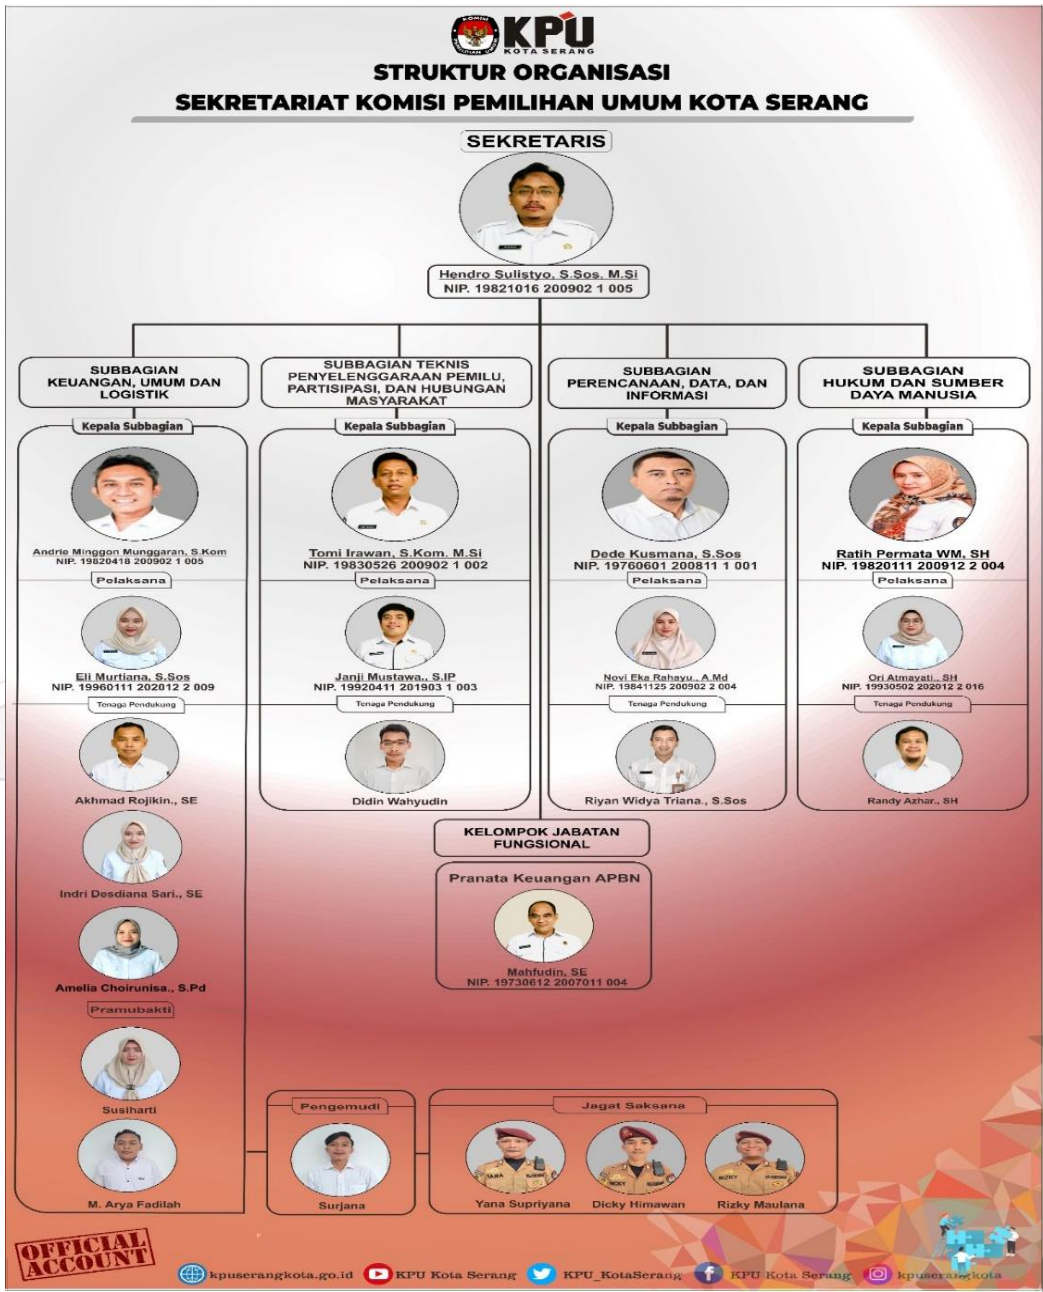 KOMISI
PEMILIHAN UMUM
KPU
KOTA SERANG
STRUKTUR ORGANISASI
SEKRETARIAT KOMISI PEMILIHAN UMUM KOTA SERANG
SEKRETARIS
Hendro Sulistyo, S.Sos. M.Si
NIP. 19821016 200902 1 005
SUBBAGIAN
KEUANGAN, UMUM DAN
LOGISTIK
Kepala Subbagian
Andrie Minggon Munggaran, S.Kom
NIP. 19820418 200902 1 005
Pelaksana
Eli Murtiana, S.Sos
NIP. 19960111 202012 2 009
Tenaga Pendukung
Akhmad Rojikin., SE
Indri Desdiana Sari., SE
Amelia Choirunisa., S.Pd
Pramubakti
Susiharti
M. Arya Fadilah
SUBBAGIAN TEKNIS
PENYELENGGARAAN PEMILU,
PARTISIPASI, DAN HUBUNGAN
MASYARAKAT
Kepala Subbagian
Tomi Irawan, S.Kom. M.Si
NIP. 19830526 200902 1 002
Pelaksana
Janji Mustawa., S.IP
NIP. 19920411 201903 1 003
Tenaga Pendukung
Didin Wahyudin
SUBBAGIAN
PERENCANAAN, DATA, DAN
INFORMASI
Kepala Subbagian
Dede Kusmana, S.Sos
NIP. 19760601 200811 1 001
Pelaksana
Novi Eka Rahayu., A.Md
NIP. 19841125 200902 2 004
Tenaga Pendukung
Riyan Widya Triana., S.Sos
SUBBAGIAN
HUKUM DAN SUMBER
DAYA MANUSIA
Kepala Subbagian
Ratih Permata WM, SH
NIP. 19820111 200912 2 004
Pelaksana
Ori Atmayati., SH
NIP. 19930502 202012 2 016
Tenaga Pendukung
Randy Azhar., SH
KELOMPOK JABATAN
FUNGSIONAL
Pranata Keuangan APBN
Mahfudin, SE
NIP. 19730612 2007011 004
Pengemudi
Surjana
Jagat Saksana
YANA
Yana Supriyana
Dicky Himawan
RIZKY
Rizky Maulana
OFFICIAL
ACCOUNT
kpuserangkota.go.id
KPU Kota Serang
KPU_KotaSerang
KPU Kota Serang
kpuserangkota